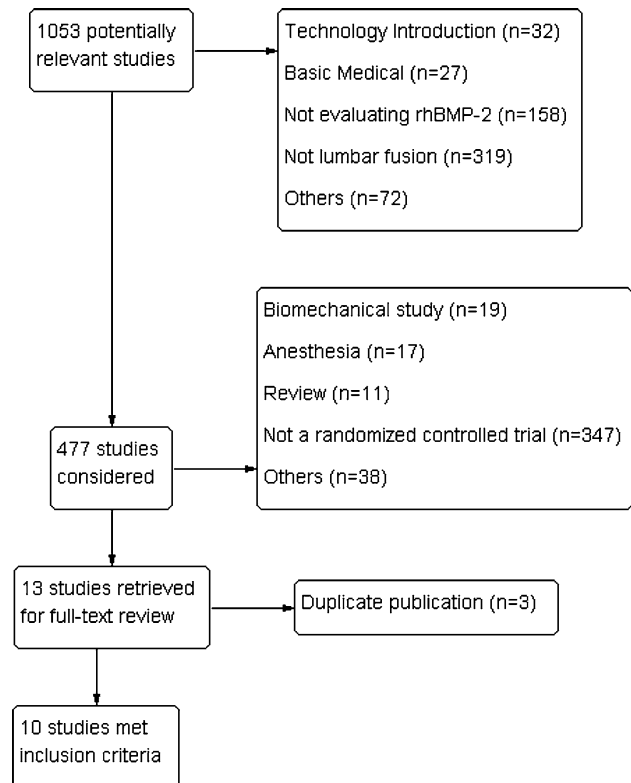 1053 potentially
relevant studies
Technology Introduction (n=32)
Basic Medical (n=27)
Not evaluating rhBMP-2 (n=158)
Not lumbar fusion (n=319)
Others (n=72)
477 studies
considered
Biomechanical study (n=19)
Anesthesia (n=17)
Review (n=11)
Not a randomized controlled trial (n=347)
Others (n=38)
13 studies retrieved
for full-text review
Duplicate publication (n=3)
10 studies met
inclusion criteria